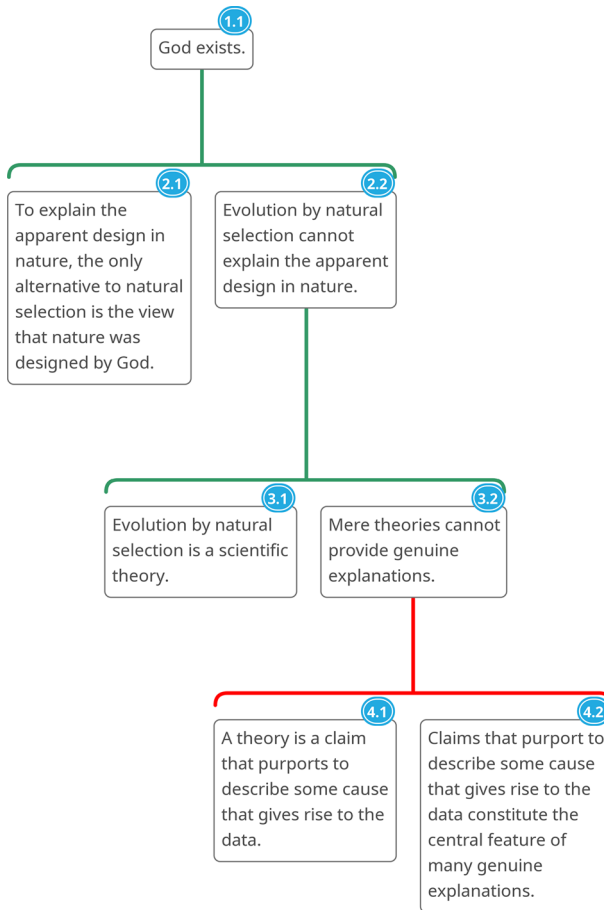 1.1
God exists.
2.1
To explain the
apparent design in
nature, the only
alternative to natural
selection is the view
that nature was
designed by God.
2.2
Evolution by natural
selection cannot
explain the apparent
design in nature.
3.1
Evolution by natural
selection is a scientific
theory.
3.2
Mere theories cannot
provide genuine
explanations.
4.1
A theory is a claim
that purports to
describe some cause
that gives rise to the
data.
4.2
Claims that purport to
describe some cause
that gives rise to the
data constitute the
central feature of
many genuine
explanations.